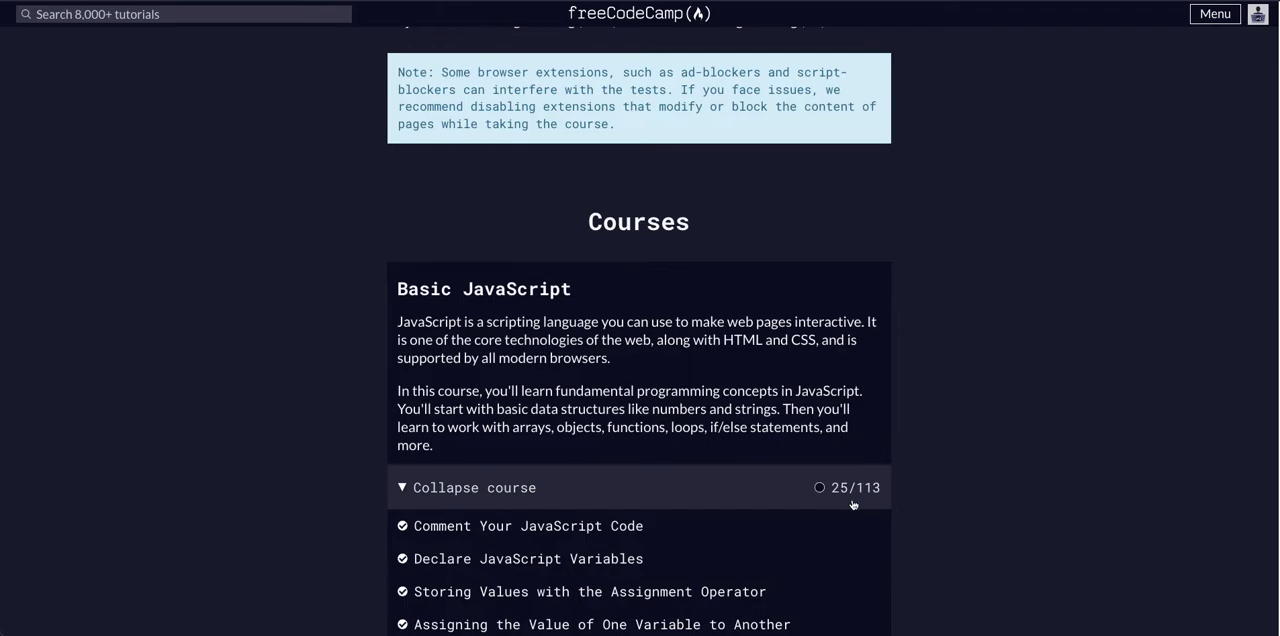 Search 8,000+ tutorials
freeCodeCamp
Menu
Note: Some browser extensions, such as ad-blockers and script-
blockers can interfere with the tests. If you face issues, we
recommend disabling extensions that modify or block the content of
pages while taking the course.
Courses
Basic JavaScript
JavaScript is a scripting language you can use to make web pages interactive. It
is one of the core technologies of the web, along with HTML and CSS, and is
supported by all modern browsers.
In this course, you'll learn fundamental programming concepts in JavaScript.
You'll start with basic data structures like numbers and strings. Then you'll
learn to work with arrays, objects, functions, loops, if/else statements, and
more.
Collapse course
25/113
Comment Your JavaScript Code
Declare JavaScript Variables
Storing Values with the Assignment Operator
Assigning the Value of One Variable to Another